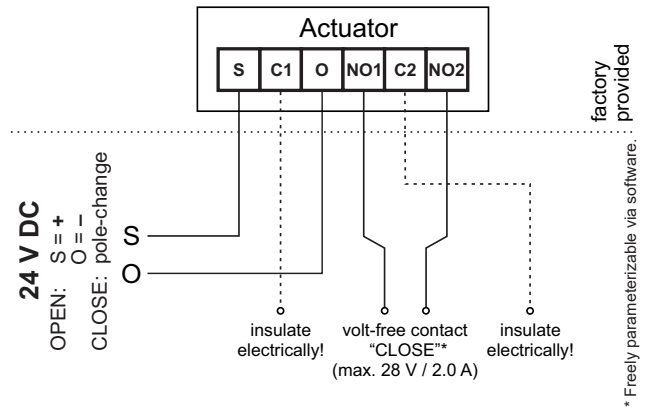 Actuator
S C1 O NO1 C2 NO2
factory
provided
24 V DC
OPEN: S = +
O = –
CLOSE: pole-change
S
O
insulate
electrically!
volt-free contact
“CLOSE”*
(max. 28 V / 2.0 A)
insulate
electrically!
* Freely parameterizable via software.